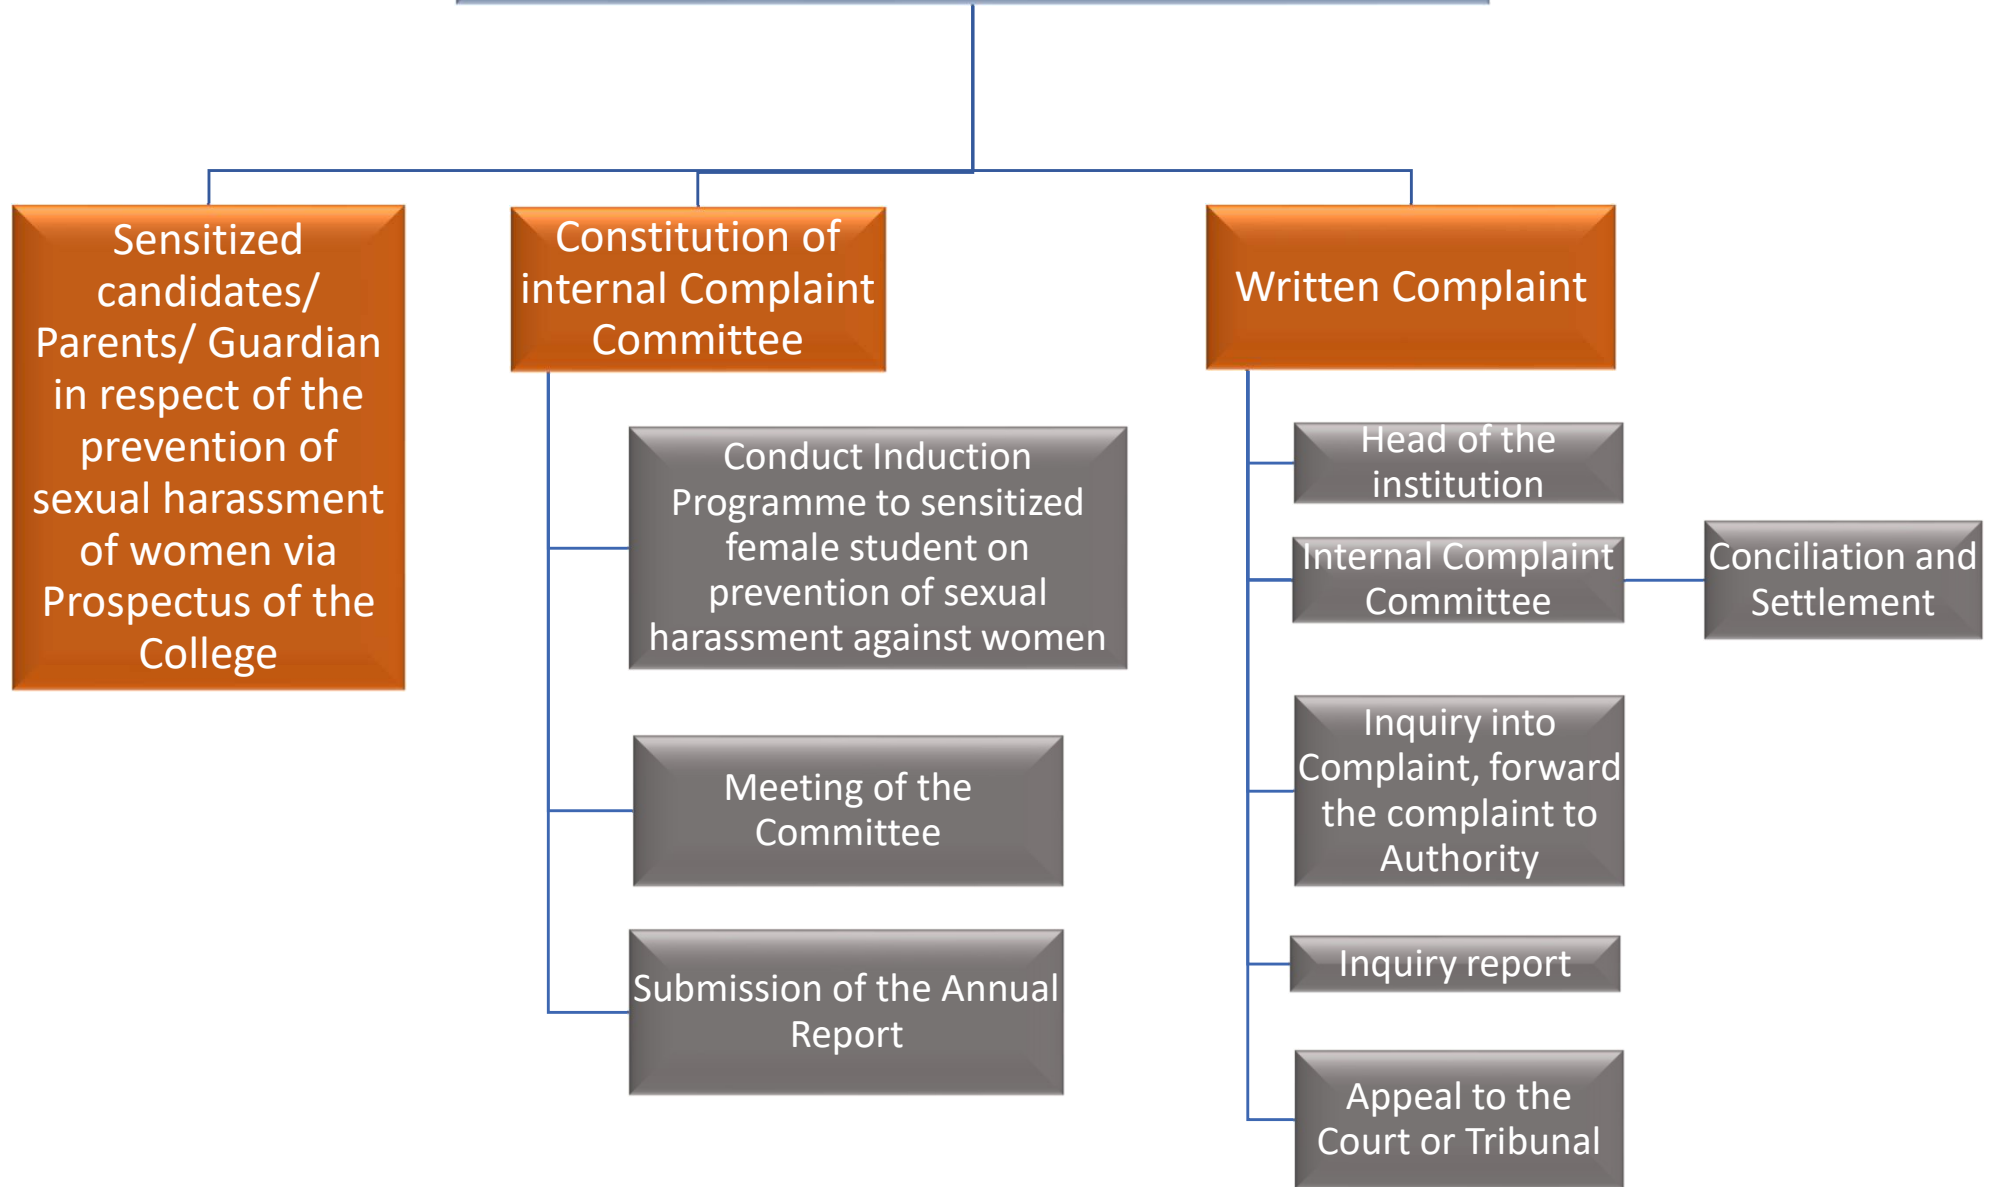 Sensitized
candidates/
Parents/ Guardian
in respect of the
prevention of
sexual harassment
of women via
Prospectus of the
College
Constitution of
internal Complaint
Committee
Conduct Induction
Programme to sensitized
female student on
prevention of sexual
harassment against women
Meeting of the
Committee
Submission of the Annual
Report
Written Complaint
Head of the
institution
Internal Complaint
Committee
Conciliation and
Settlement
Inquiry into
Complaint, forward
the complaint to
Authority
Inquiry report
Appeal to the
Court or Tribunal